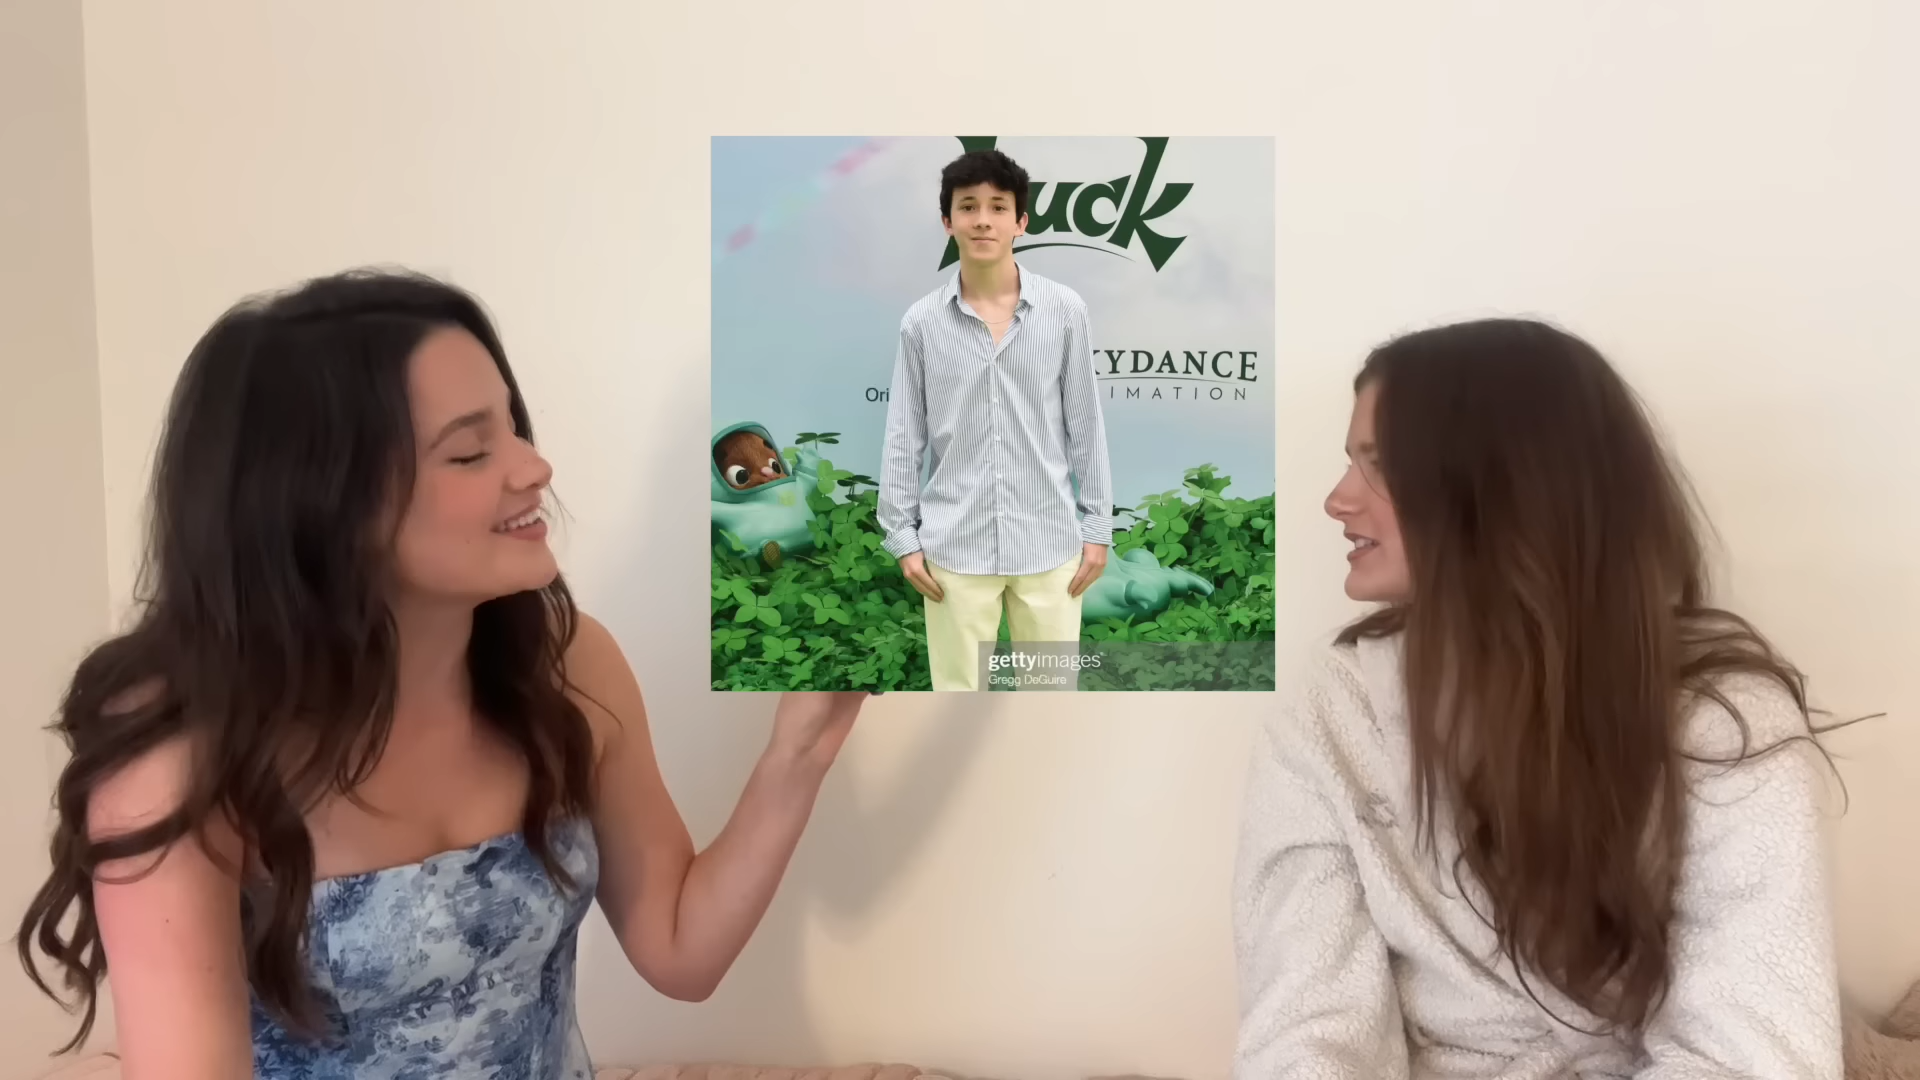 uck
KYDANCE
Ori
IMATION
gettyimages
Gregg DeGuire